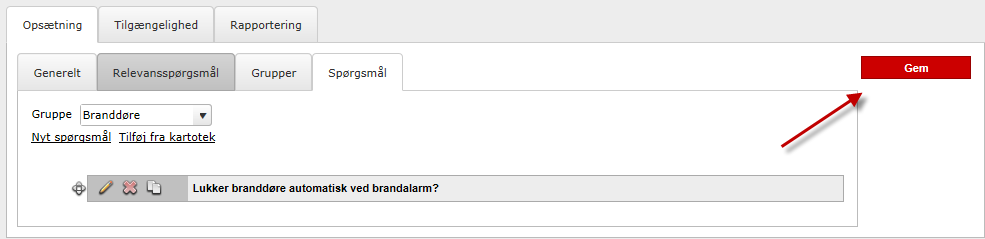 Opsætning Tilgængelighed Rapportering
Generelt Relevansspørgsmål Grupper Spørgsmål
Gem
Gruppe Branddøre
Nyt spørgsmål Tilføj fra kartotek
Lukker branddøre automatisk ved brandalarm?